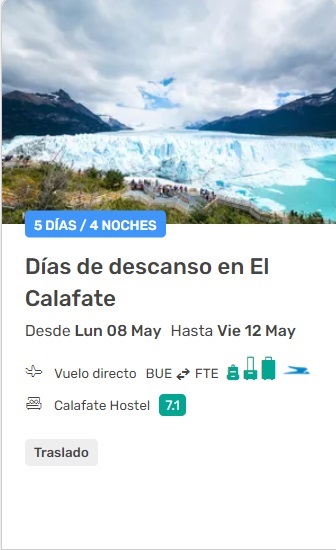 5 DÍAS / 4 NOCHES
Días de descanso en El
Calafate
Desde Lun 08 May Hasta Vie 12 May
Vuelo directo BUE FTE
Calafate Hostel 7.1
Traslado